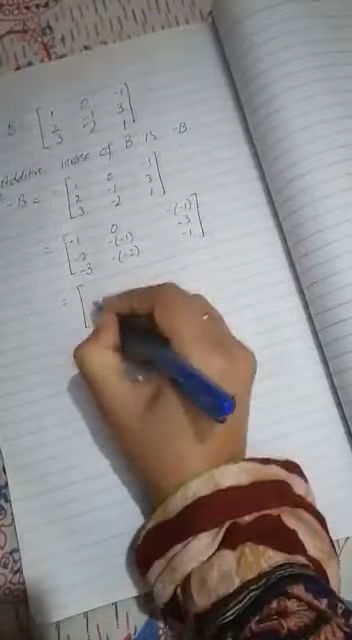 B = [ 1 0 -1
2 -1 3
3 -2 1 ]
Additive inverse of B is -B
-B = [ 1 0 -1
2 -1 3
3 -2 1 ]
= [ -1 0 -(-1)
-2 -(-1) -3
-3 -(-2) -1 ]
= [